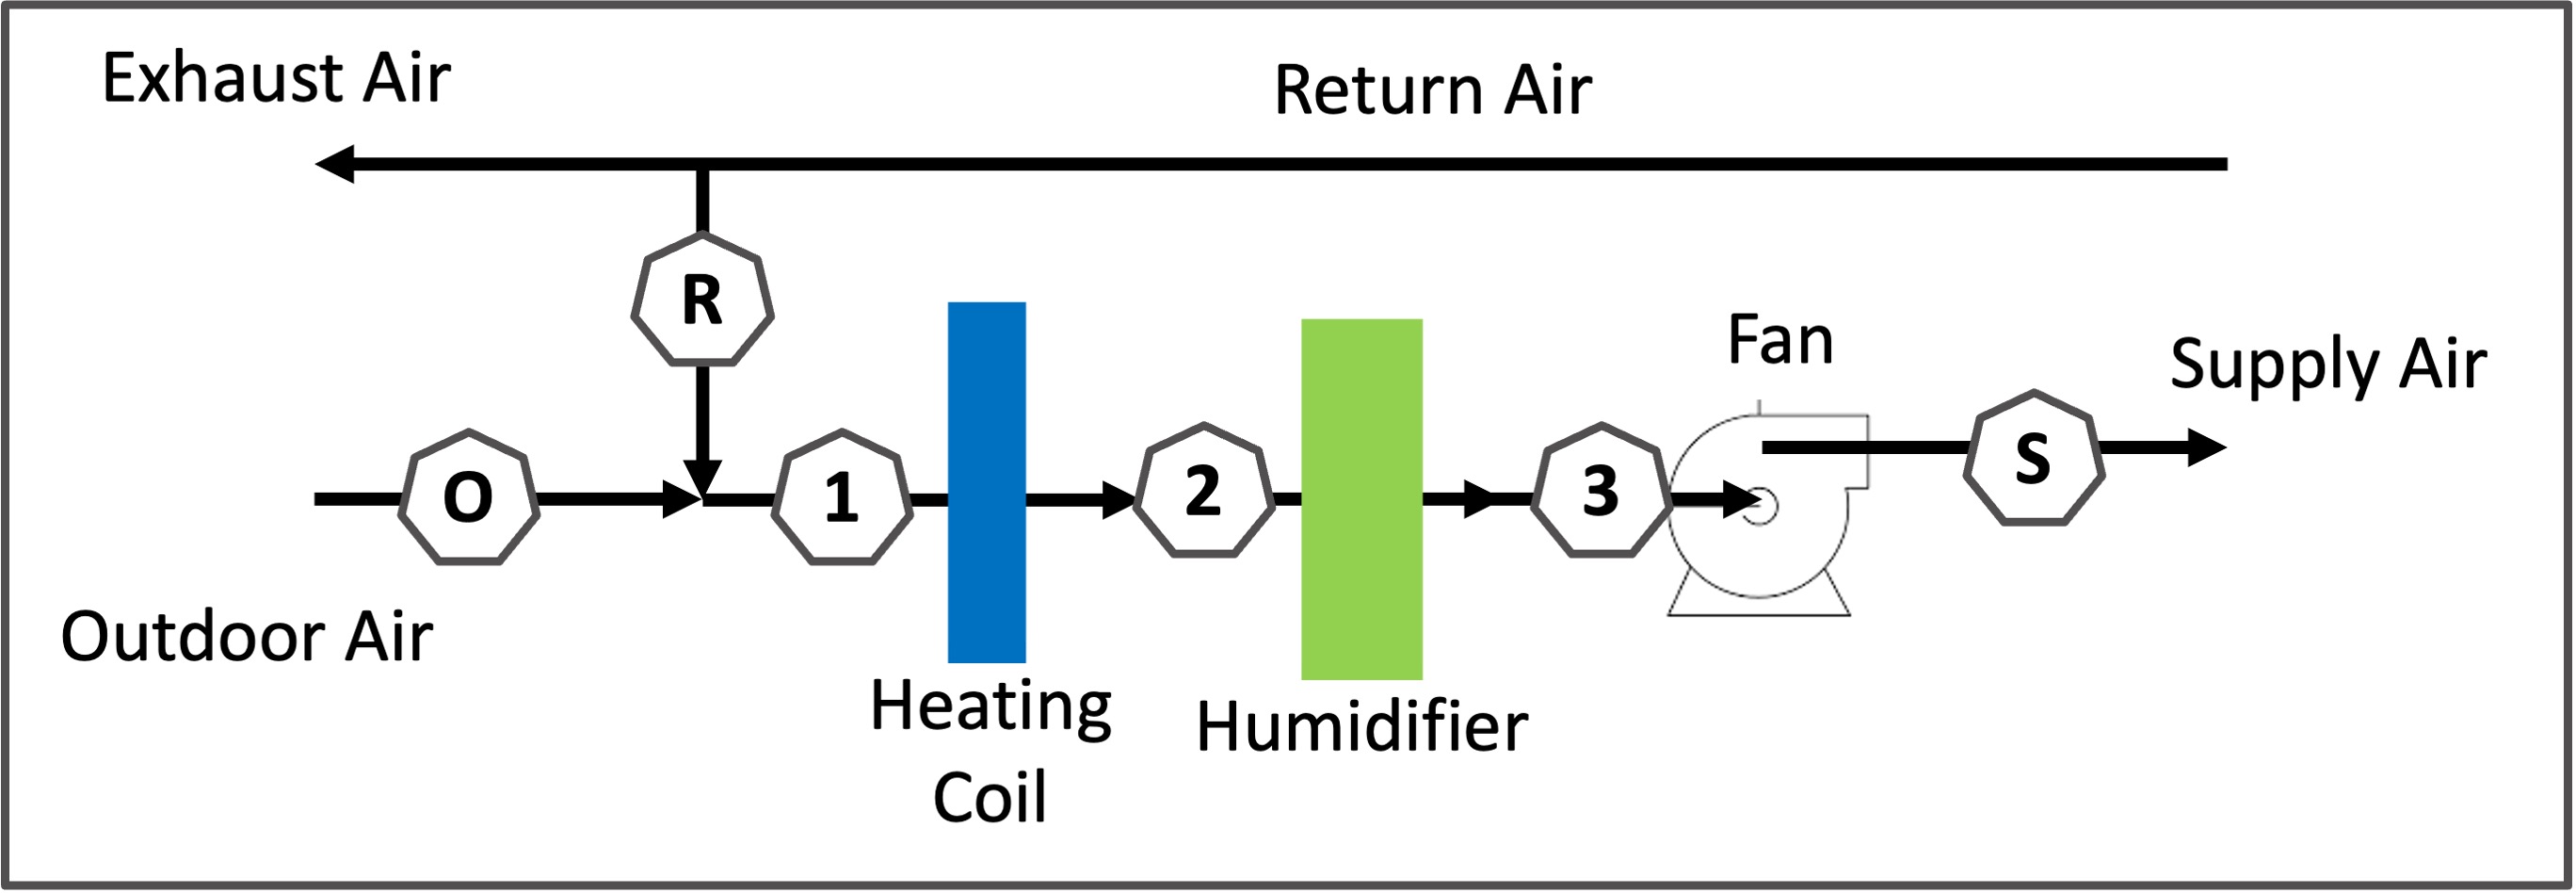 Exhaust Air
Return Air
R
Fan
Supply Air
O
1
2
3
S
Outdoor Air
Heating
Coil
Humidifier